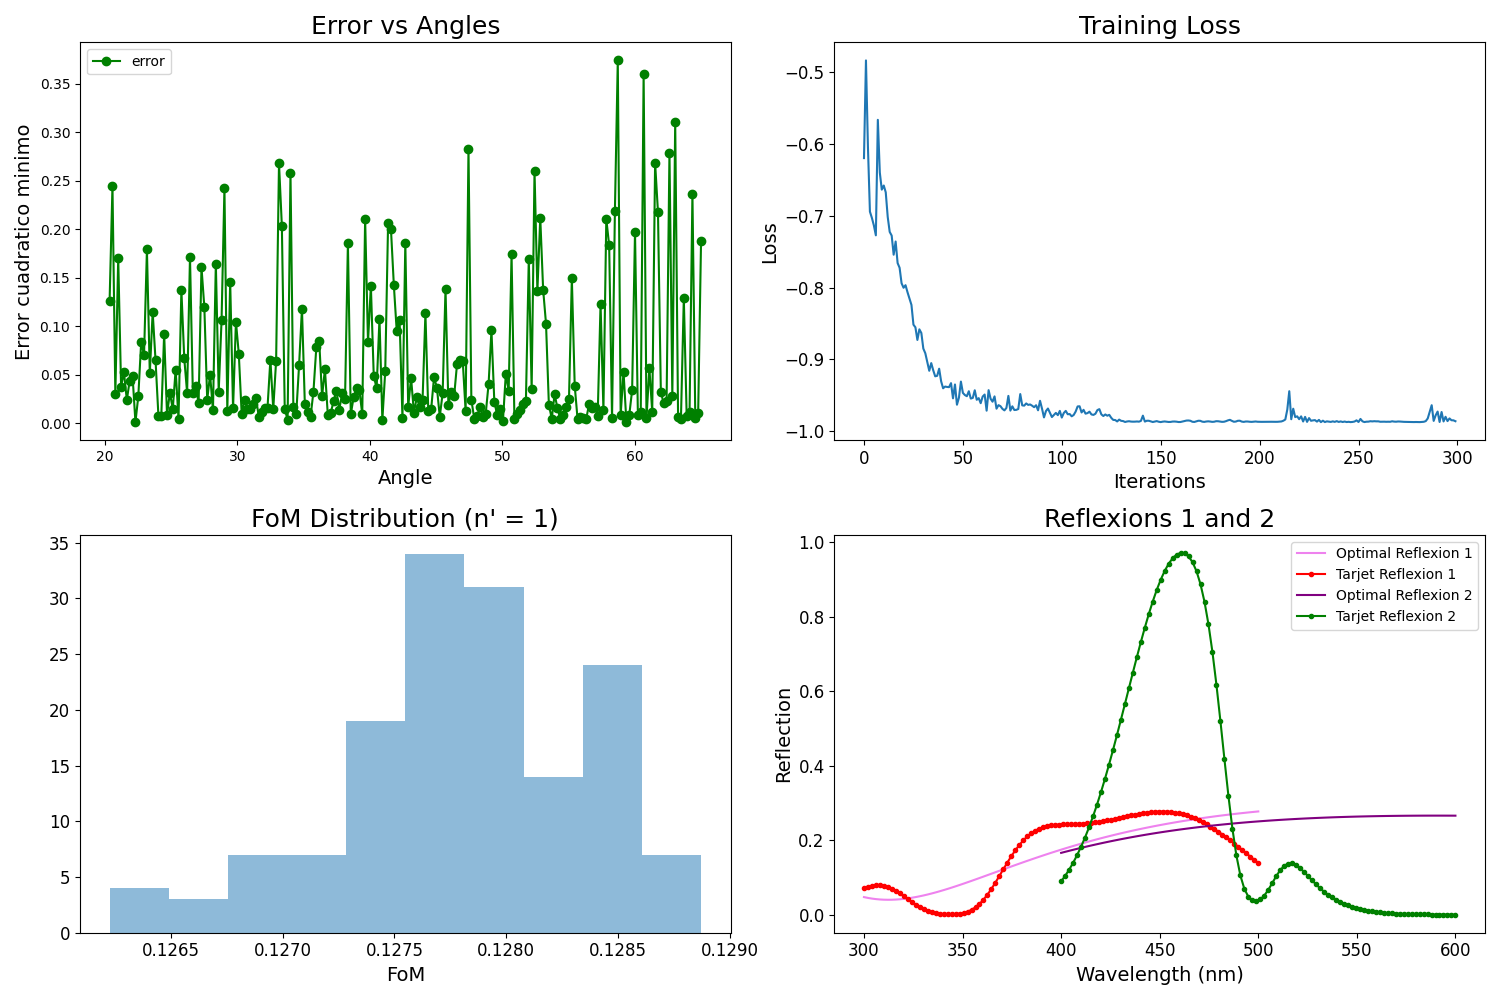 Error vs Angles
error
Error cuadratico minimo
0.35
0.30
0.25
0.20
0.15
0.10
0.05
0.00
20 30 40 50 60
Angle
Training Loss
Loss
−0.5
−0.6
−0.7
−0.8
−0.9
−1.0
0 50 100 150 200 250 300
Iterations
FoM Distribution (n' = 1)
35
30
25
20
15
10
5
0
0.1265 0.1270 0.1275 0.1280 0.1285 0.1290
FoM
Reflexions 1 and 2
Optimal Reflexion 1
Tarjet Reflexion 1
Optimal Reflexion 2
Tarjet Reflexion 2
Reflection
1.0
0.8
0.6
0.4
0.2
0.0
300 350 400 450 500 550 600
Wavelength (nm)